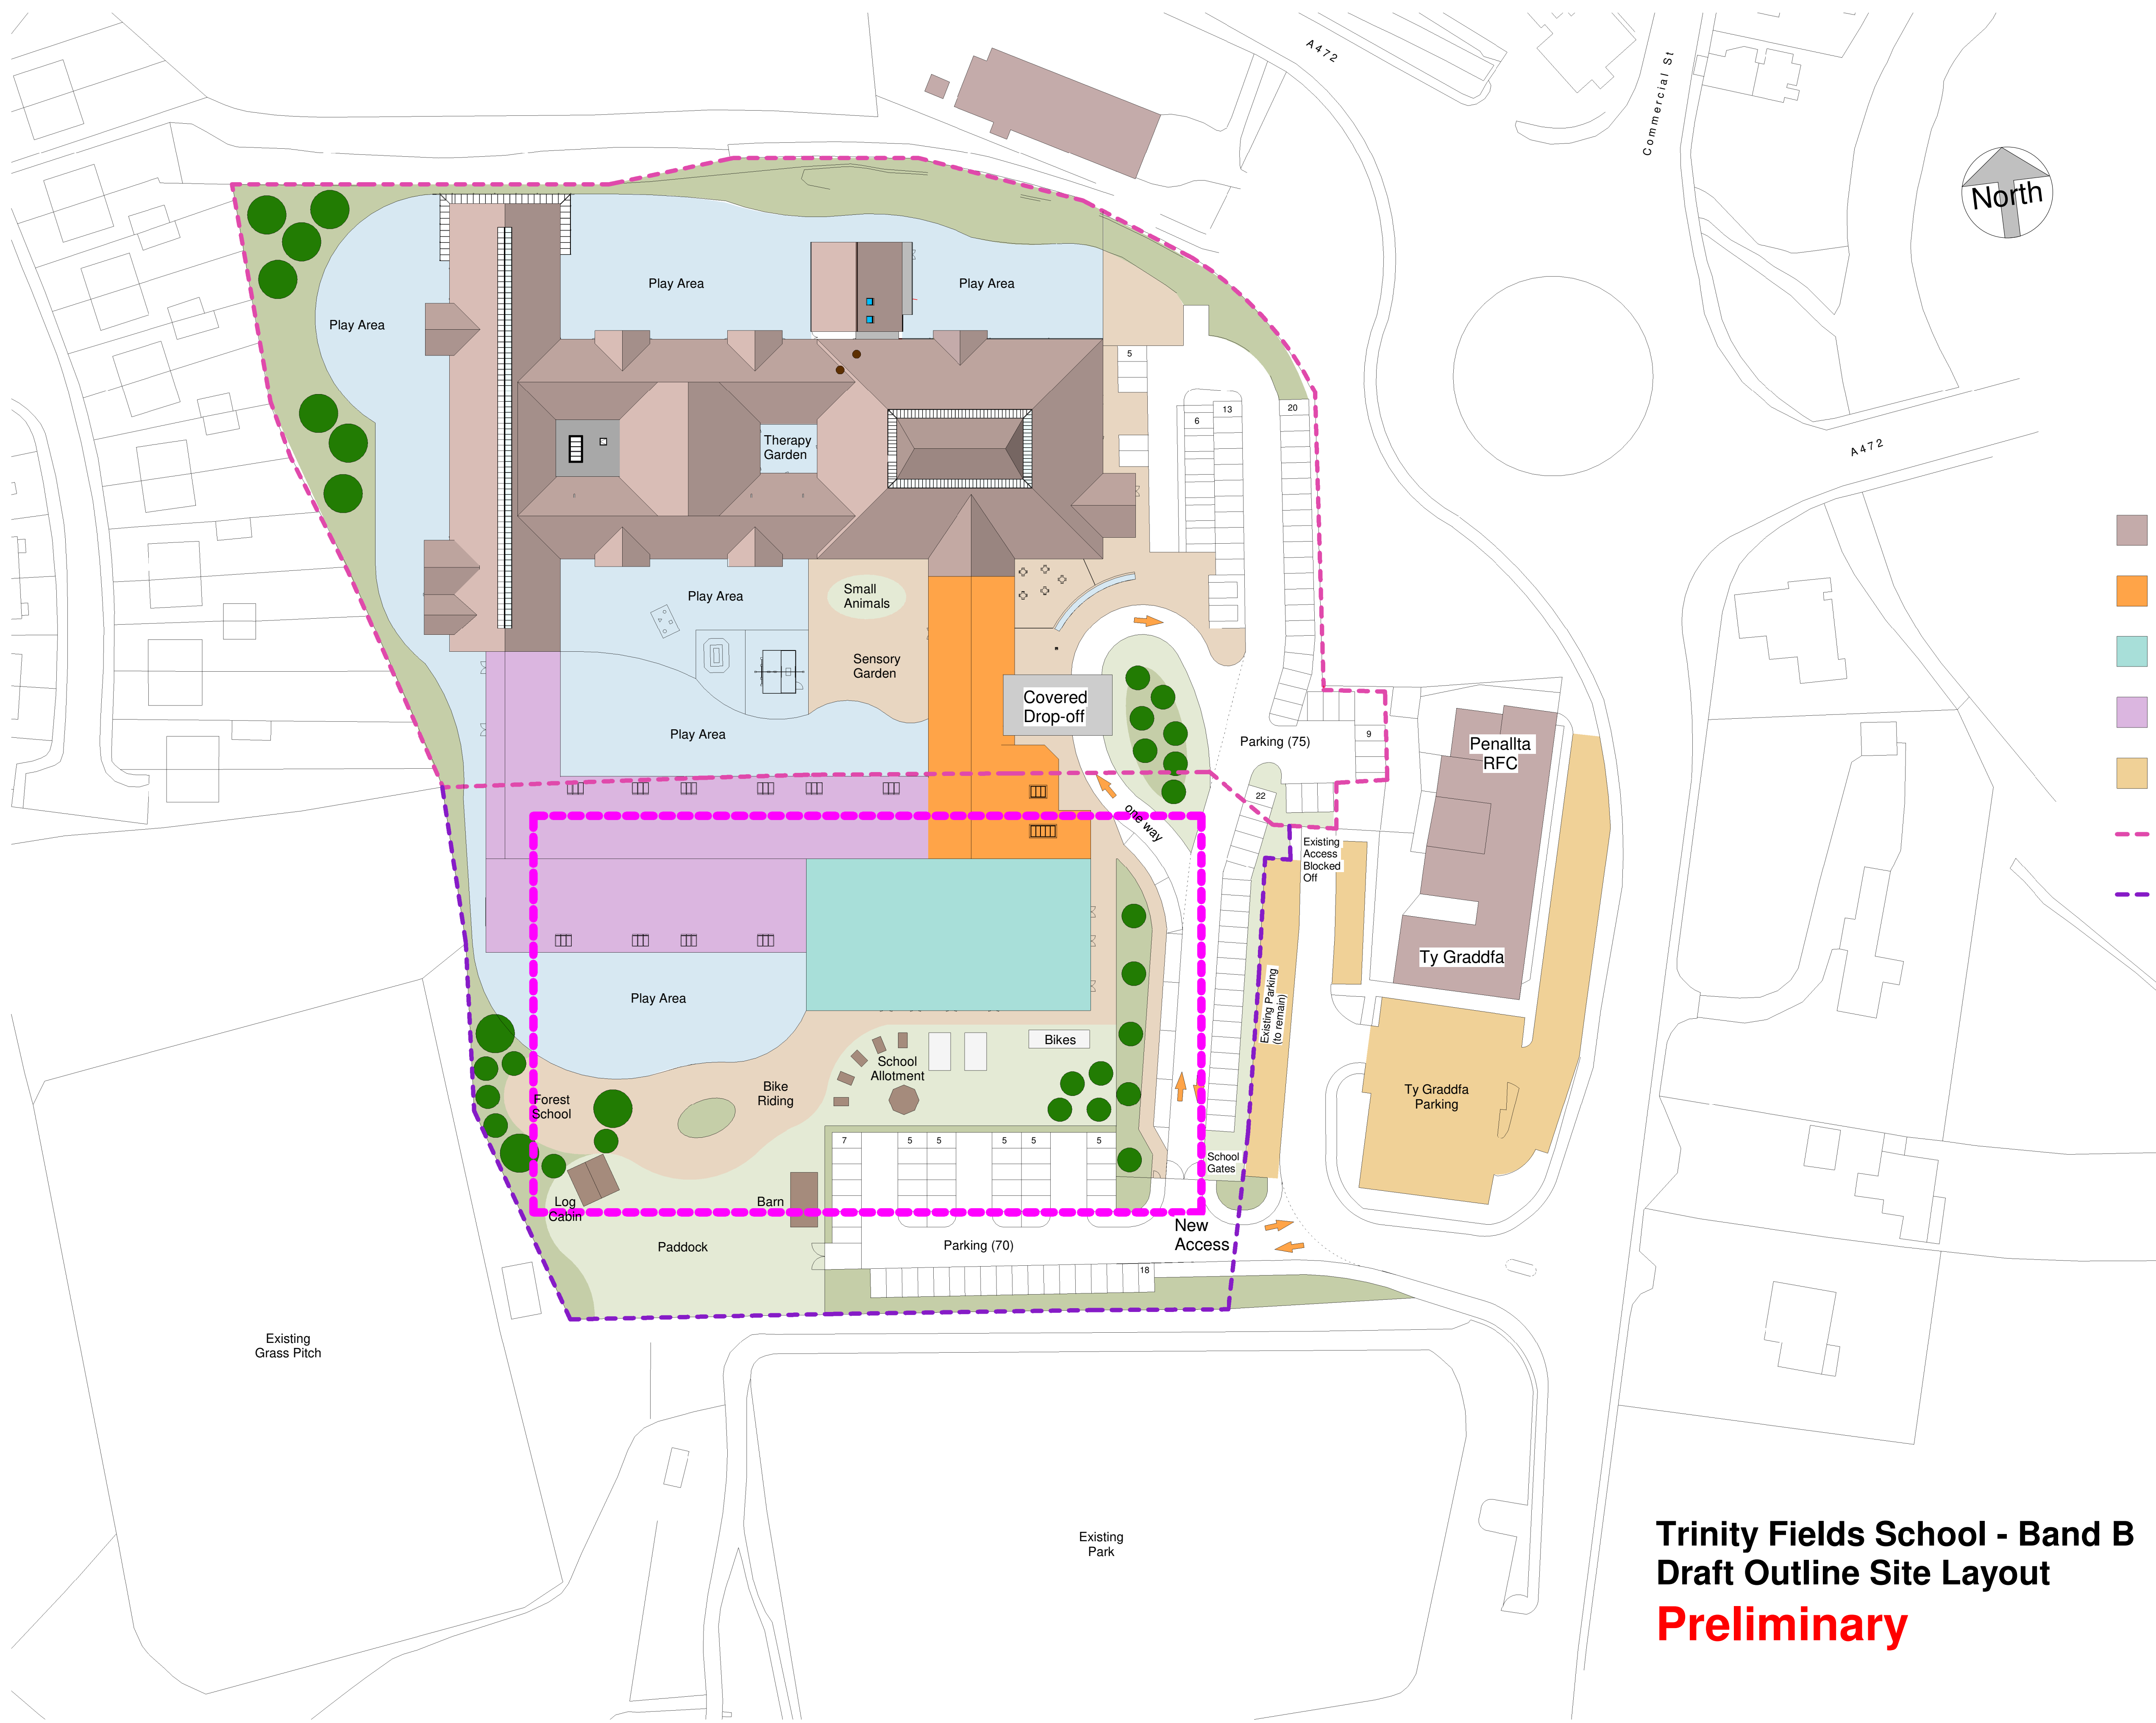 A472
Commercial St
North
Play Area
Play Area
Play Area
5
13
20
6
A472
Therapy
Garden
Play Area
Small
Animals
Sensory
Garden
Covered
Drop-off
Play Area
Parking (75)
9
Penallta
RFC
22
one way
Existing
Access
Blocked
Off
Ty Graddfa
Existing Parking
(to remain)
Play Area
Bikes
School
Allotment
Bike
Riding
Forest
School
Ty Graddfa
Parking
7
5
5
5
5
5
School
Gates
Log
Cabin
Barn
New
Access
Paddock
Parking (70)
18
Existing
Grass Pitch
Existing
Park
Trinity Fields School - Band B
Draft Outline Site Layout
Preliminary